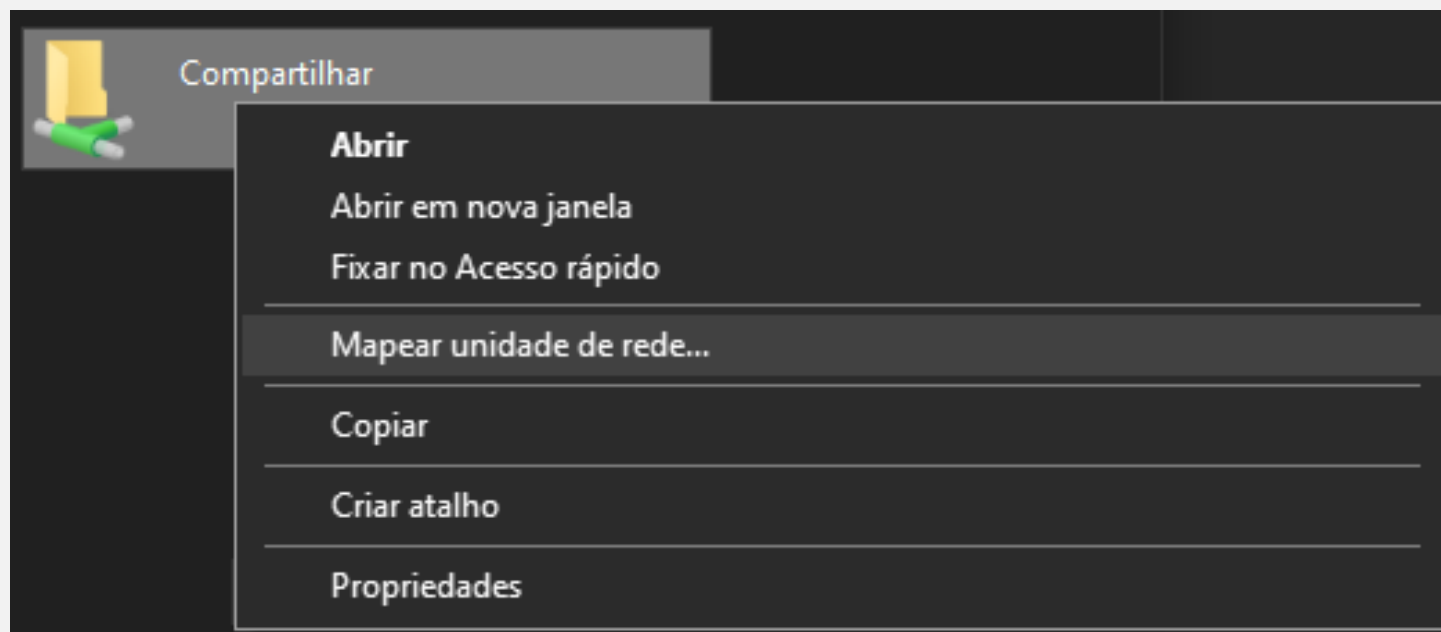 Compartilhar
Abrir
Abrir em nova janela
Fixar no Acesso rápido
Mapear unidade de rede...
Copiar
Criar atalho
Propriedades